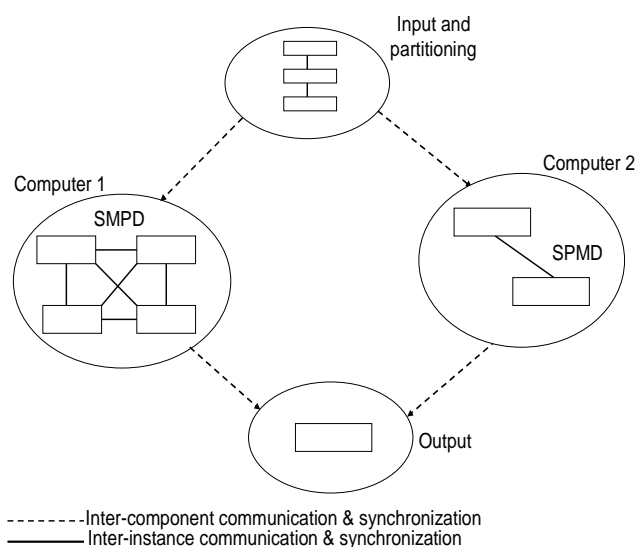 Input and
partitioning
Computer 1
Computer 2
SMPD
SPMD
Output
Inter-component communication & synchronization
Inter-instance communication & synchronization